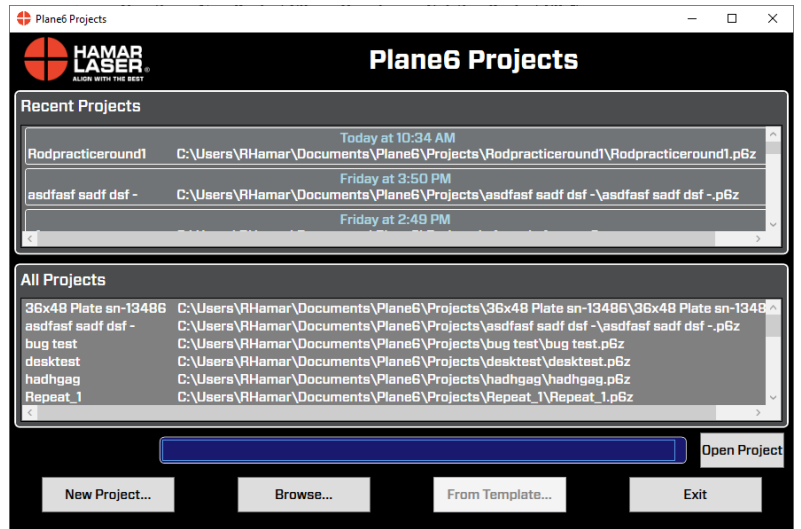 Plane6 Projects
HAMAR
LASER®
ALIGN WITH THE BEST
Plane6 Projects
Recent Projects
Today at 10:34 AM
Rodpracticeround1 C:\Users\RHamar\Documents\Plane6\Projects\Rodpracticeround1\Rodpracticeround1.p6z
Friday at 3:50 PM
asdfasf sadf dsf - C:\Users\RHamar\Documents\Plane6\Projects\asdfasf sadf dsf -\asdfasf sadf dsf -.p6z
Friday at 2:49 PM
All Projects
36x48 Plate sn-13486 C:\Users\RHamar\Documents\Plane6\Projects\36x48 Plate sn-13486\36x48 Plate sn-1348
asdfasf sadf dsf - C:\Users\RHamar\Documents\Plane6\Projects\asdfasf sadf dsf -\asdfasf sadf dsf -.p6z
bug test C:\Users\RHamar\Documents\Plane6\Projects\bug test\bug test.p6z
desktest C:\Users\RHamar\Documents\Plane6\Projects\desktest\desktest.p6z
hadhgag C:\Users\RHamar\Documents\Plane6\Projects\hadhgag\hadhgag.p6z
Repeat_1 C:\Users\RHamar\Documents\Plane6\Projects\Repeat_1\Repeat_1.p6z
Open Project
New Project... Browse... From Template... Exit